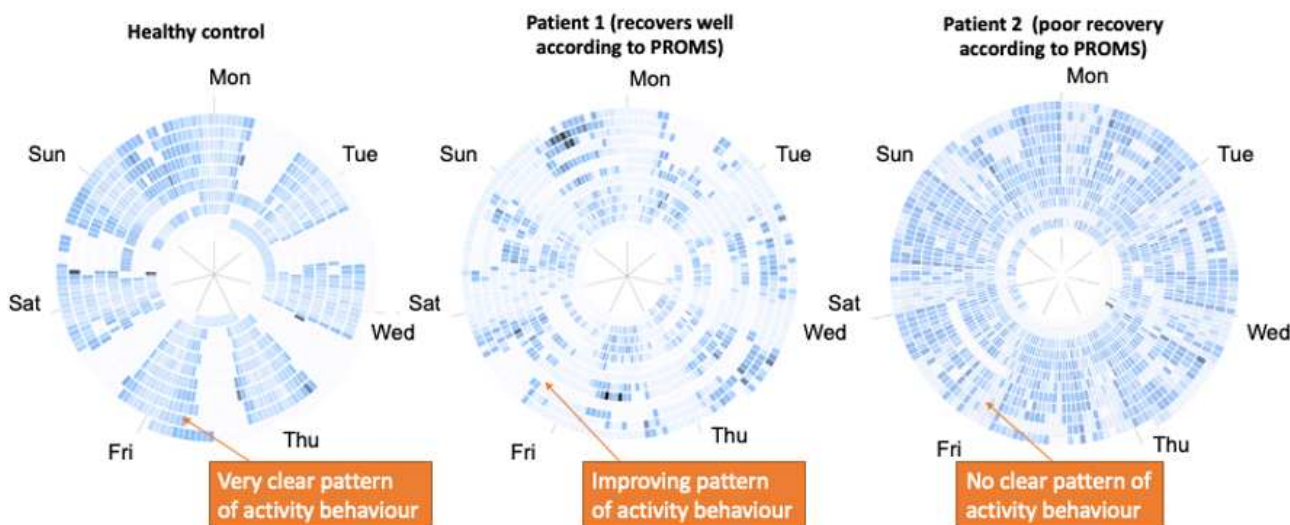 Healthy control
Mon
Tue
Wed
Thu
Fri
Sat
Sun
Very clear pattern
of activity behaviour
Patient 1 (recovers well
according to PROMS)
Mon
Tue
Wed
Thu
Fri
Sat
Sun
Improving pattern
of activity behaviour
Patient 2 (poor recovery
according to PROMS)
Mon
Tue
Wed
Thu
Fri
Sat
Sun
No clear pattern of
activity behaviour